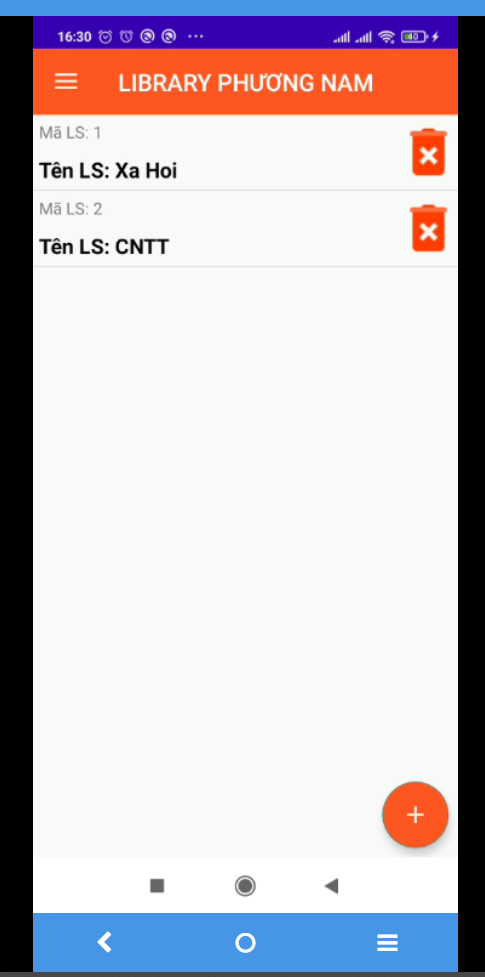 16:30
LIBRARY PHƯƠNG NAM
Mã LS: 1
Tên LS: Xa Hoi
Mã LS: 2
Tên LS: CNTT